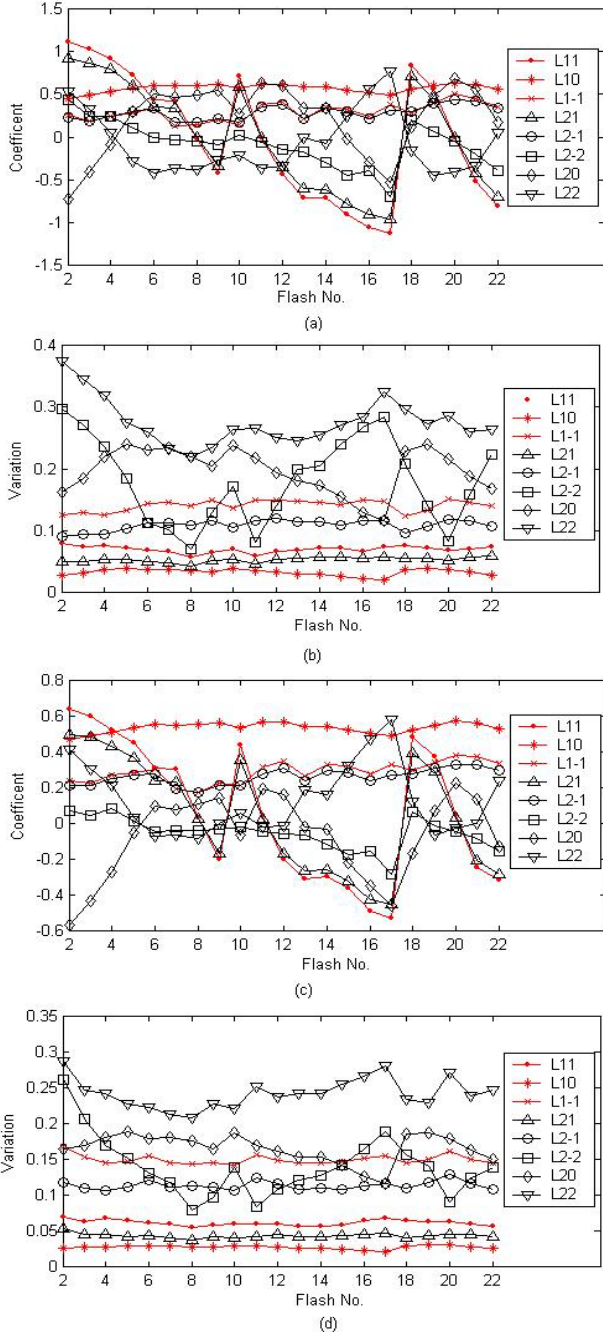 1.5
1
0.5
0
-0.5
-1
-1.5
Coefficent
2 4 6 8 10 12 14 16 18 20 22
Flash No.
L11
L10
L1-1
L21
L2-1
L2-2
L20
L22
(a)
0.4
0.3
0.2
0.1
0
Variation
2 4 6 8 10 12 14 16 18 20 22
Flash No.
L11
L10
L1-1
L21
L2-1
L2-2
L20
L22
(b)
0.8
0.6
0.4
0.2
0
-0.2
-0.4
-0.6
Coefficent
2 4 6 8 10 12 14 16 18 20 22
Flash No.
L11
L10
L1-1
L21
L2-1
L2-2
L20
L22
(c)
0.35
0.3
0.25
0.2
0.15
0.1
0.05
0
Variation
2 4 6 8 10 12 14 16 18 20 22
Flash No.
L11
L10
L1-1
L21
L2-1
L2-2
L20
L22
(d)